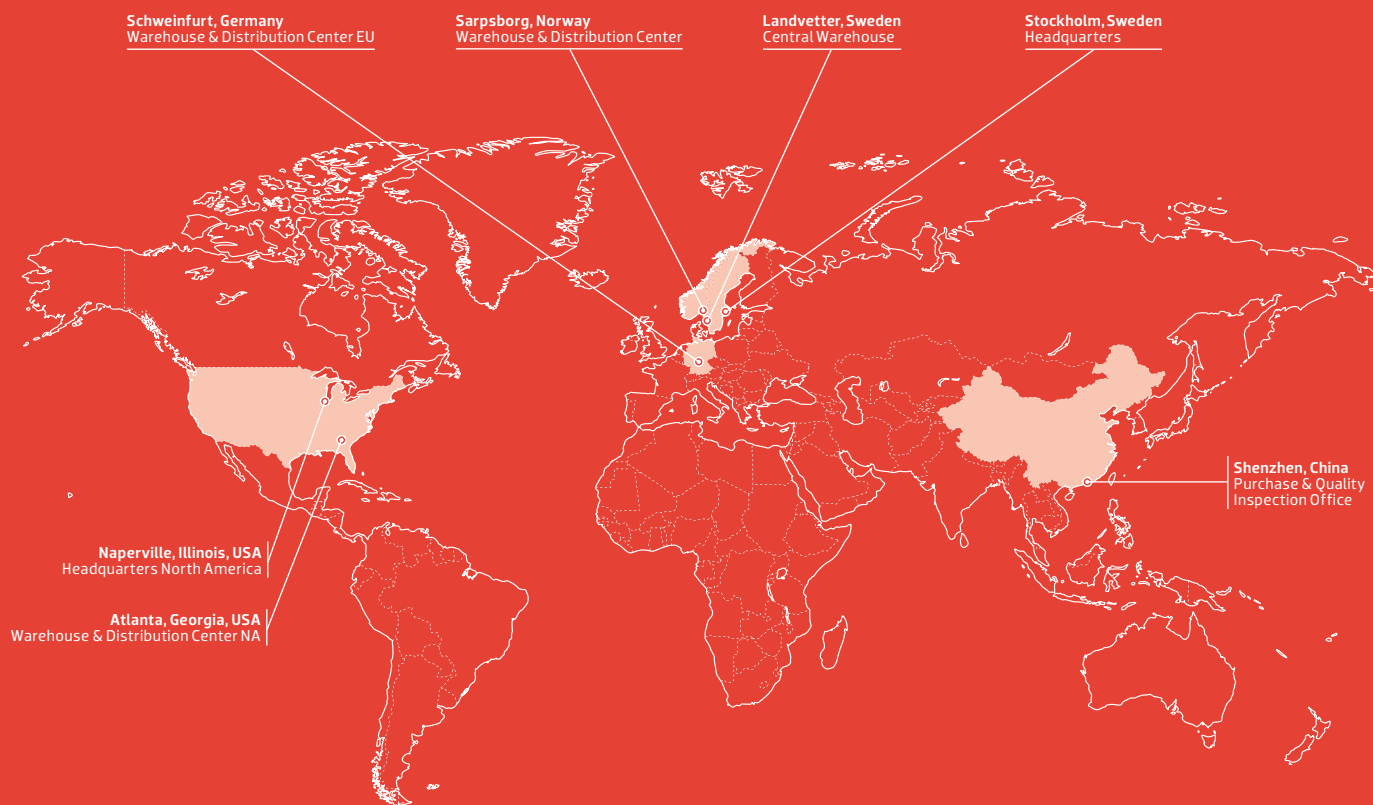 Schweinfurt, Germany
Warehouse & Distribution Center EU
Sarpsborg, Norway
Warehouse & Distribution Center
Landvetter, Sweden
Central Warehouse
Stockholm, Sweden
Headquarters
Shenzhen, China
Purchase & Quality
Inspection Office
Naperville, Illinois, USA
Headquarters North America
Atlanta, Georgia, USA
Warehouse & Distribution Center NA